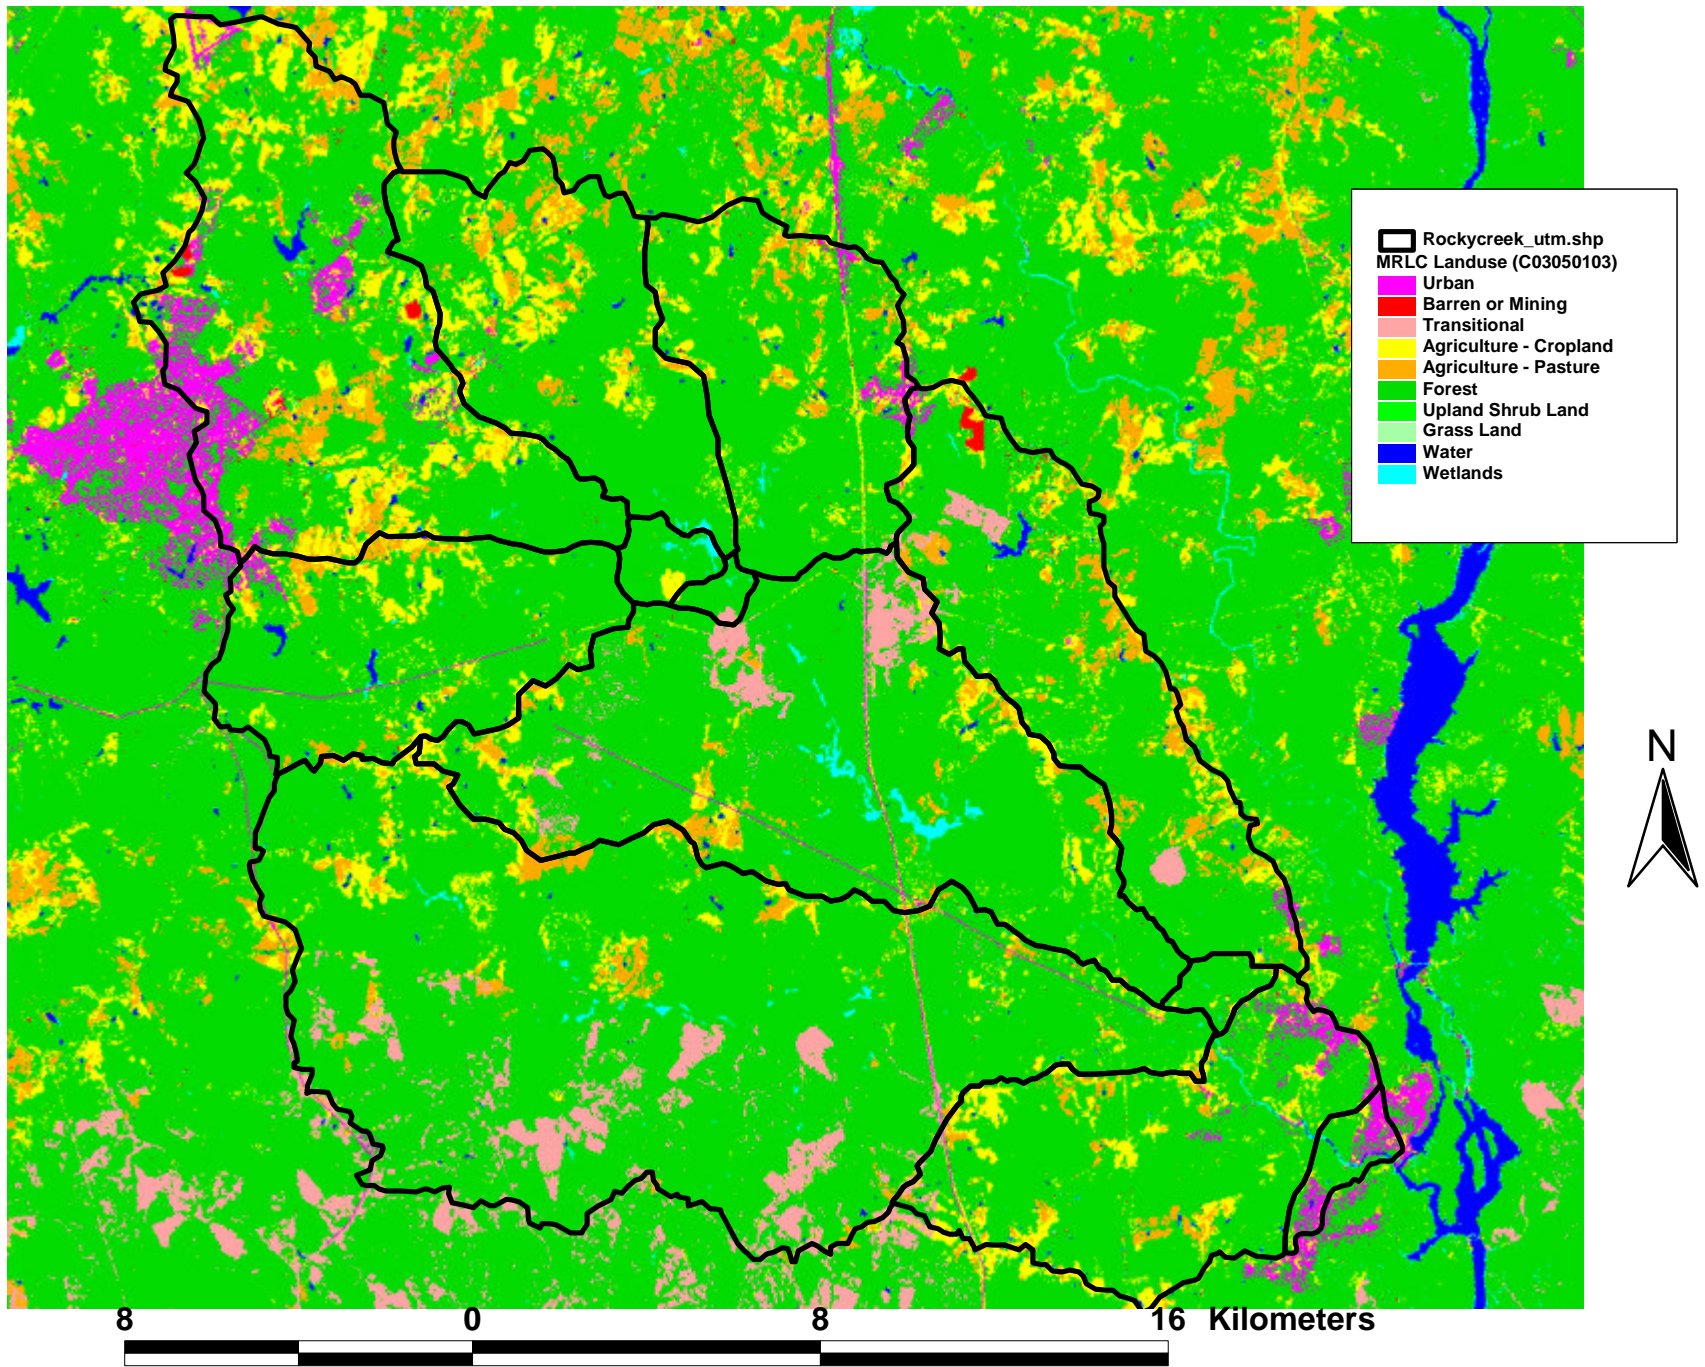 Rockycreek_utm.shp
MRLC Landuse (C03050103)
Urban
Barren or Mining
Transitional
Agriculture - Cropland
Agriculture - Pasture
Forest
Upland Shrub Land
Grass Land
Water
Wetlands
N
8 0 8 16 Kilometers